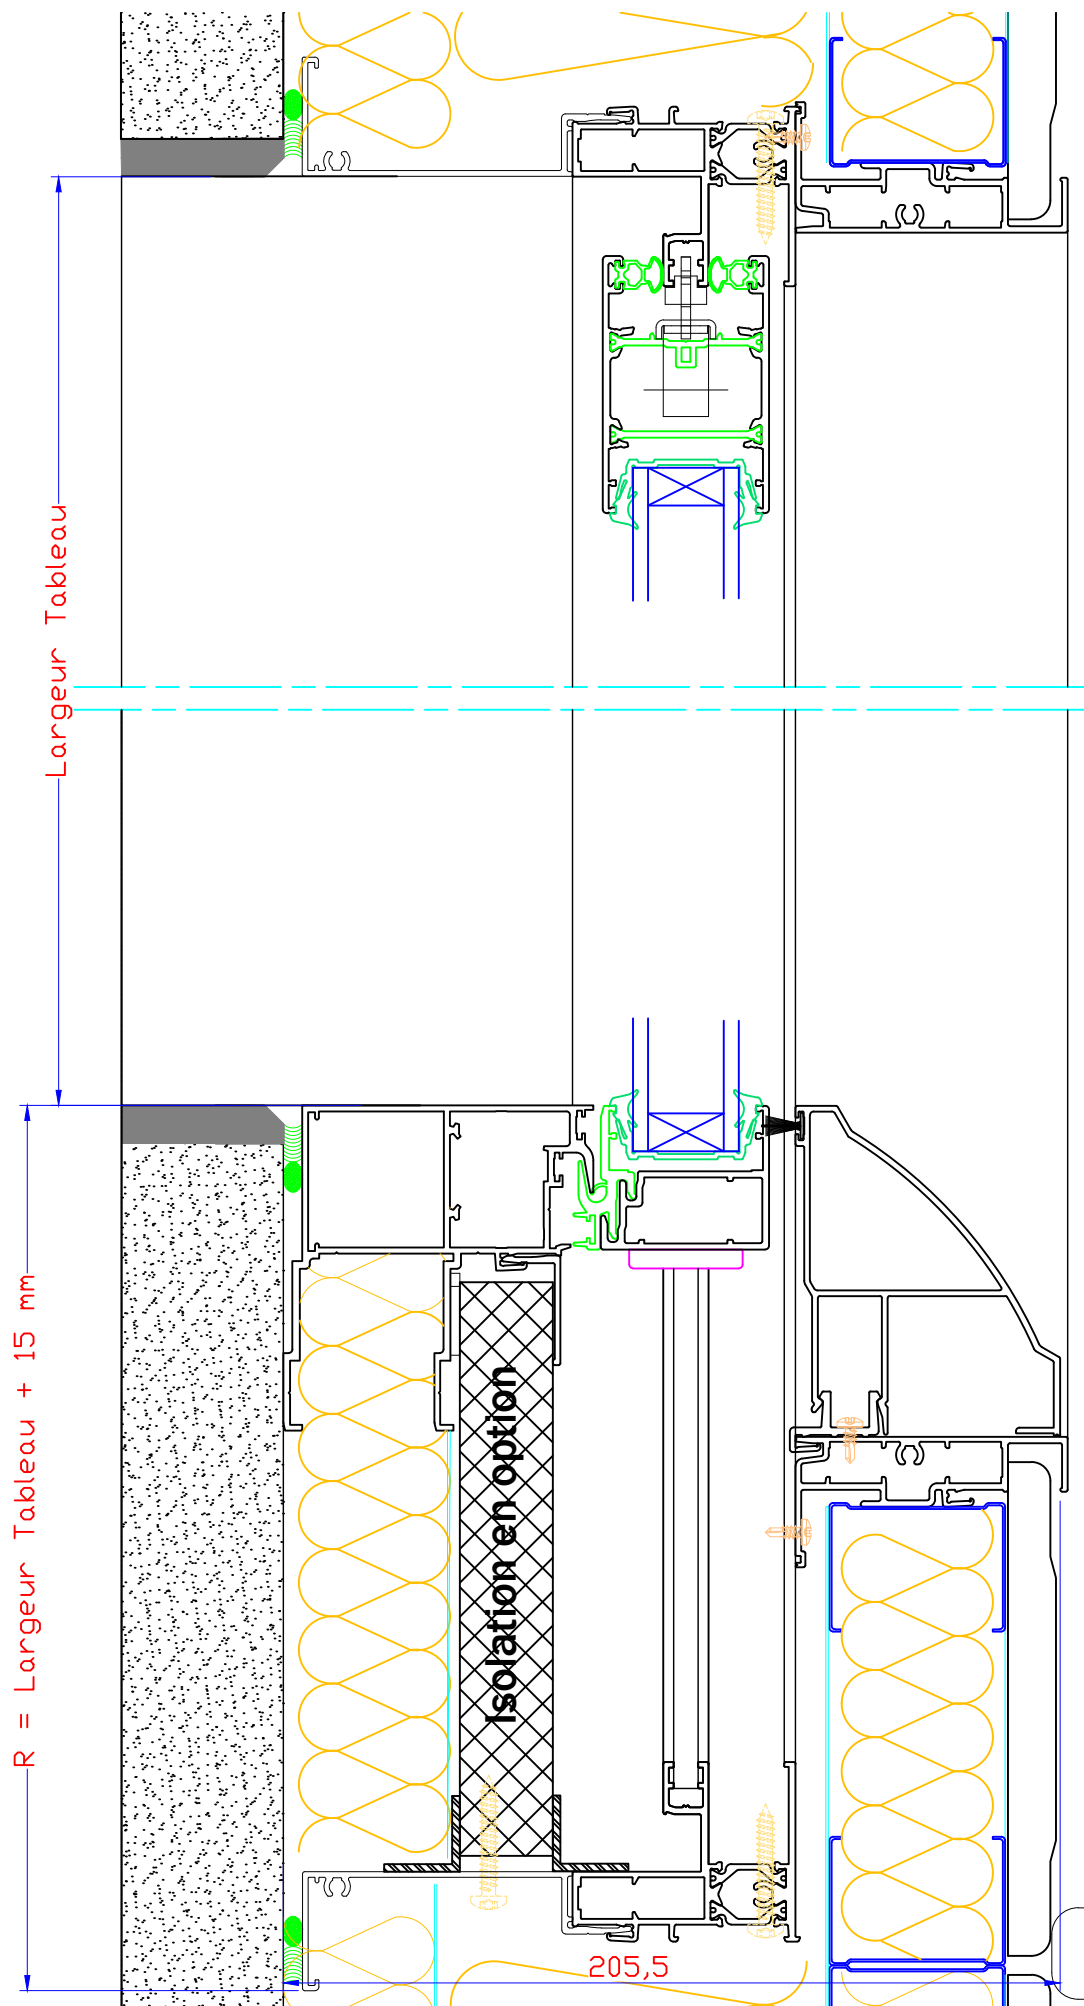 Largeur Tableau
R = Largeur Tableau + 15 mm
Isolation en option
205,5